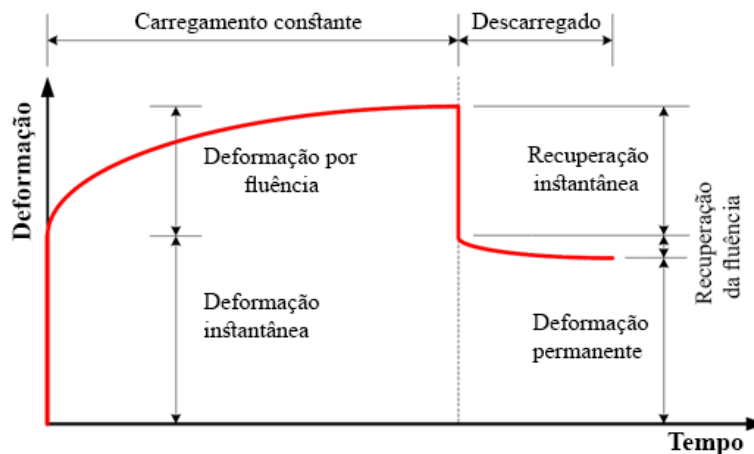 Carregamento constante
Descarregado
Deformação
Deformação por
fluência
Recuperação
instantânea
Recuperação
da fluência
Deformação
instantânea
Deformação
permanente
Tempo